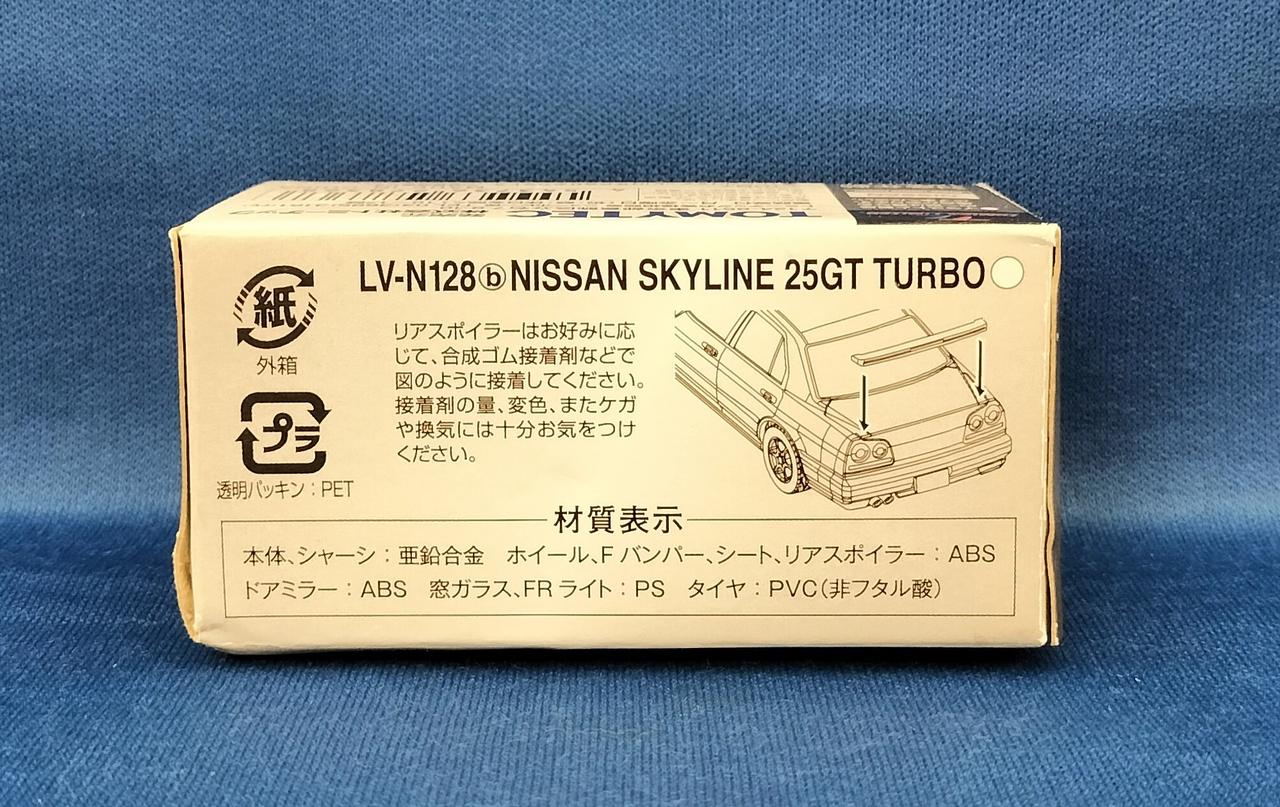 TOMYTEC
LV-N128ⓑNISSAN SKYLINE 25GT TURBO
紙
外箱
プラ
透明パッキン：PET
リアスポイラーはお好みに応
じて、合成ゴム接着剤などで
図のように接着してください。
接着剤の量、変色、またケガ
や換気には十分お気をつけ
ください。
材質表示
本体、シャーシ：亜鉛合金　ホイール、F バンパー、シート、リアスポイラー：ABS
ドアミラー：ABS　窓ガラス、FR ライト：PS　タイヤ：PVC（非フタル酸）